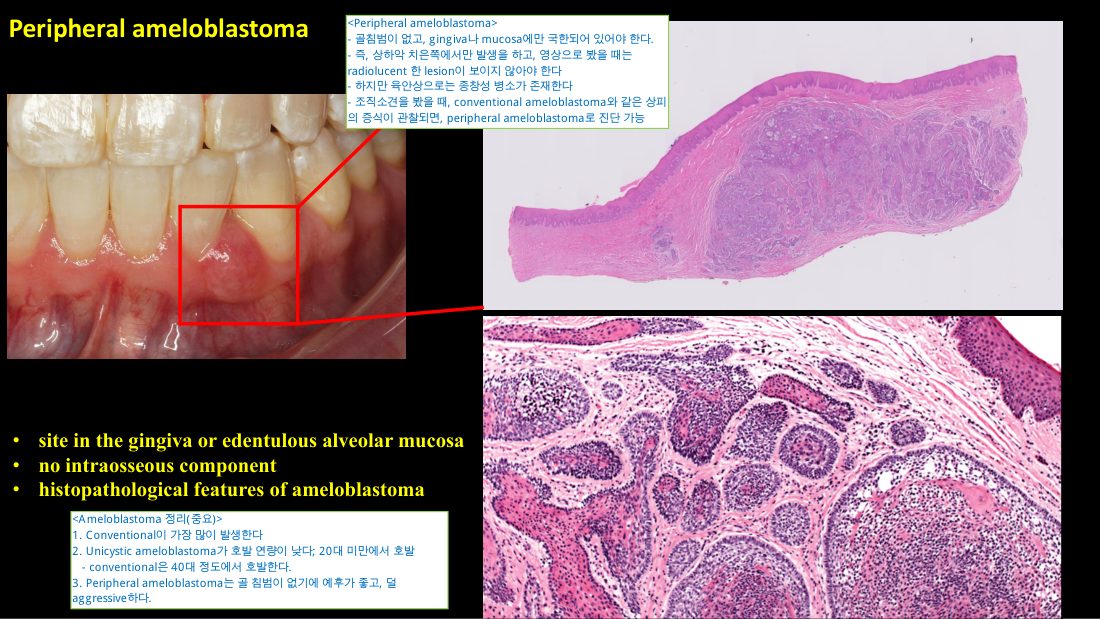 Peripheral ameloblastoma
<Peripheral ameloblastoma>
- 골침범이 없고, gingiva나 mucosa에만 국한되어 있어야 한다.
- 즉, 상하악 치은쪽에서만 발생을 하고, 영상으로 봤을 때는
radiolucent 한 lesion이 보이지 않아야 한다
- 하지만 육안상으로는 종창성 병소가 존재한다
- 조직소견을 봤을 때, conventional ameloblastoma와 같은 상피
의 증식이 관찰되면, peripheral ameloblastoma로 진단 가능
• site in the gingiva or edentulous alveolar mucosa
• no intraosseous component
• histopathological features of ameloblastoma
<Ameloblastoma 정리(중요)>
1. Conventional이 가장 많이 발생한다
2. Unicystic ameloblastoma가 호발 연량이 낮다; 20대 미만에서 호발
- conventional은 40대 정도에서 호발한다.
3. Peripheral ameloblastoma는 골 침범이 없기에 예후가 좋고, 덜
aggressive하다.